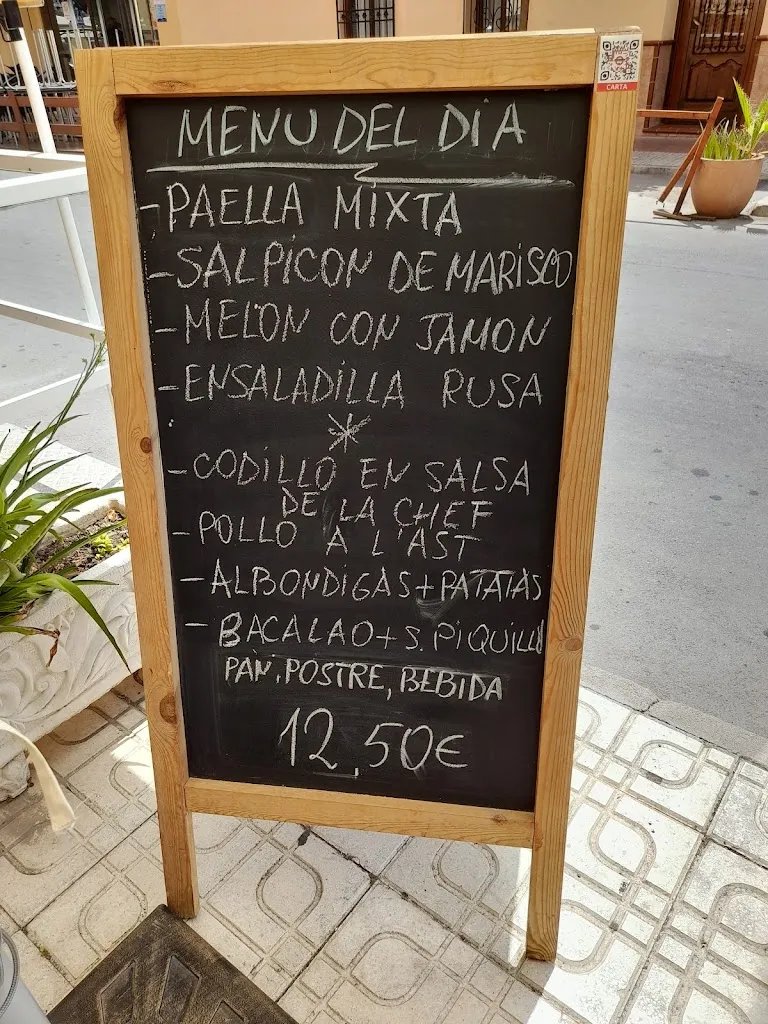 CARTA
MENU DEL DIA
- PAELLA MIXTA
- SALPICON DE MARISCO
- MELON CON JAMON
- ENSALADILLA RUSA
*
- CODILLO EN SALSA
DE LA CHEF
- POLLO A L'AST
- ALBONDIGAS + PATATAS
- BACALAO + S. PIQUILLO
PAN, POSTRE, BEBIDA
12,50€